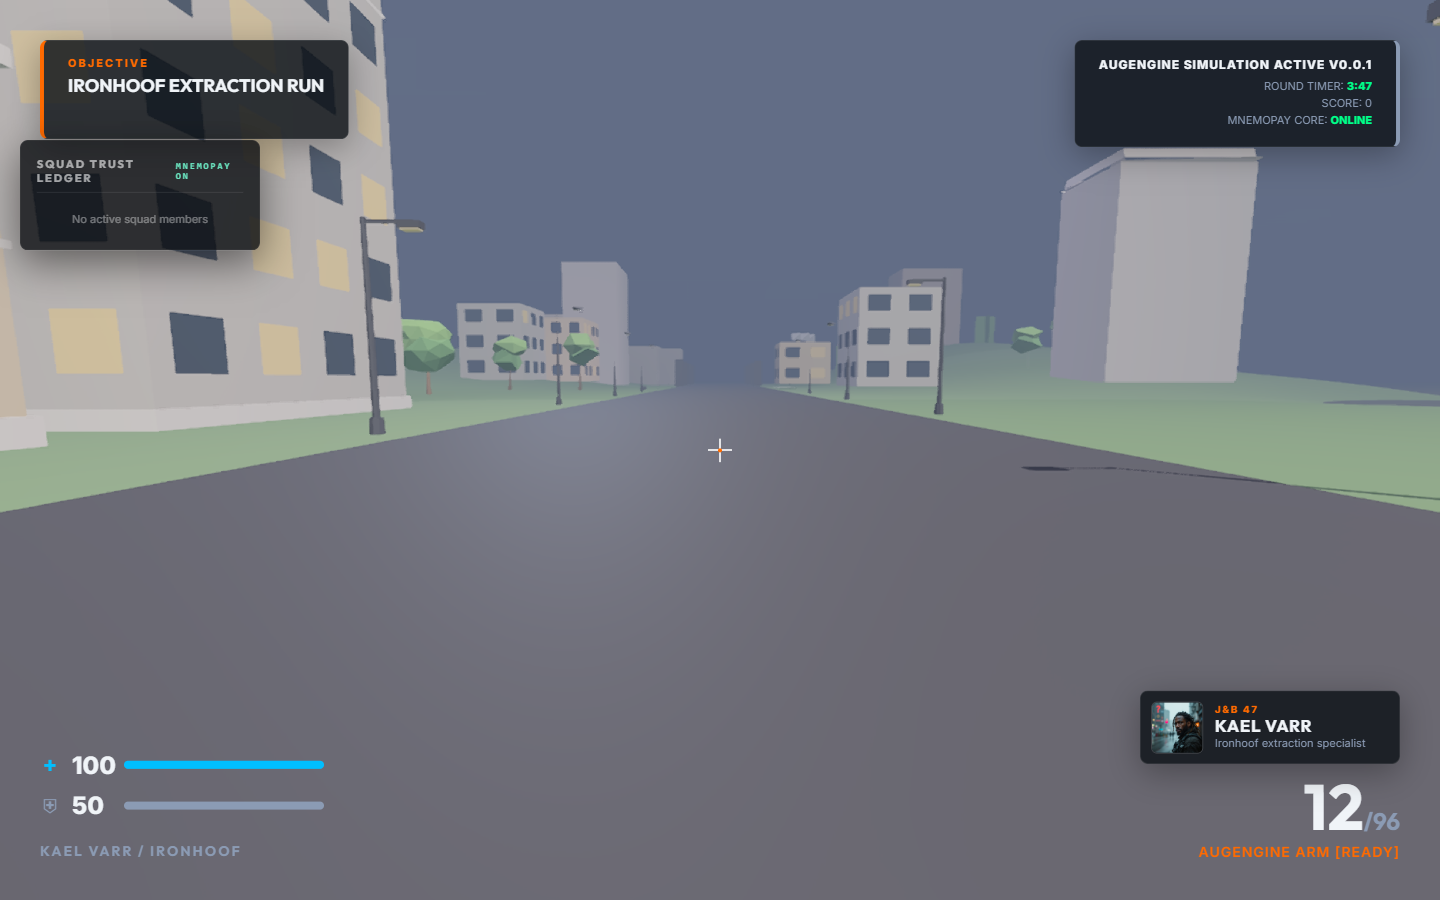 OBJECTIVE
IRONHOOF EXTRACTION RUN
SQUAD TRUST LEDGER
MNEMOPAY ON
No active squad members
AUGENGINE SIMULATION ACTIVE V0.0.1
ROUND TIMER: 3:47
SCORE: 0
MNEMOPAY CORE: ONLINE
100
50
KAEL VARR / IRONHOOF
J&B 47
KAEL VARR
Ironhoof extraction specialist
12/96
AUGENGINE ARM [READY]